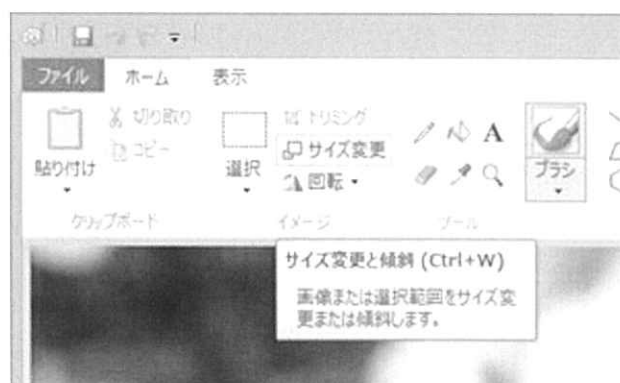 ファイル ホーム 表示
切り取り
コピー
貼り付け
クリップボード
選択
トリミング
サイズ変更
回転
イメージ
A
ツール
ブラシ
サイズ変更と傾斜 (Ctrl+W)
画像または選択範囲をサイズ変
更または傾斜します。